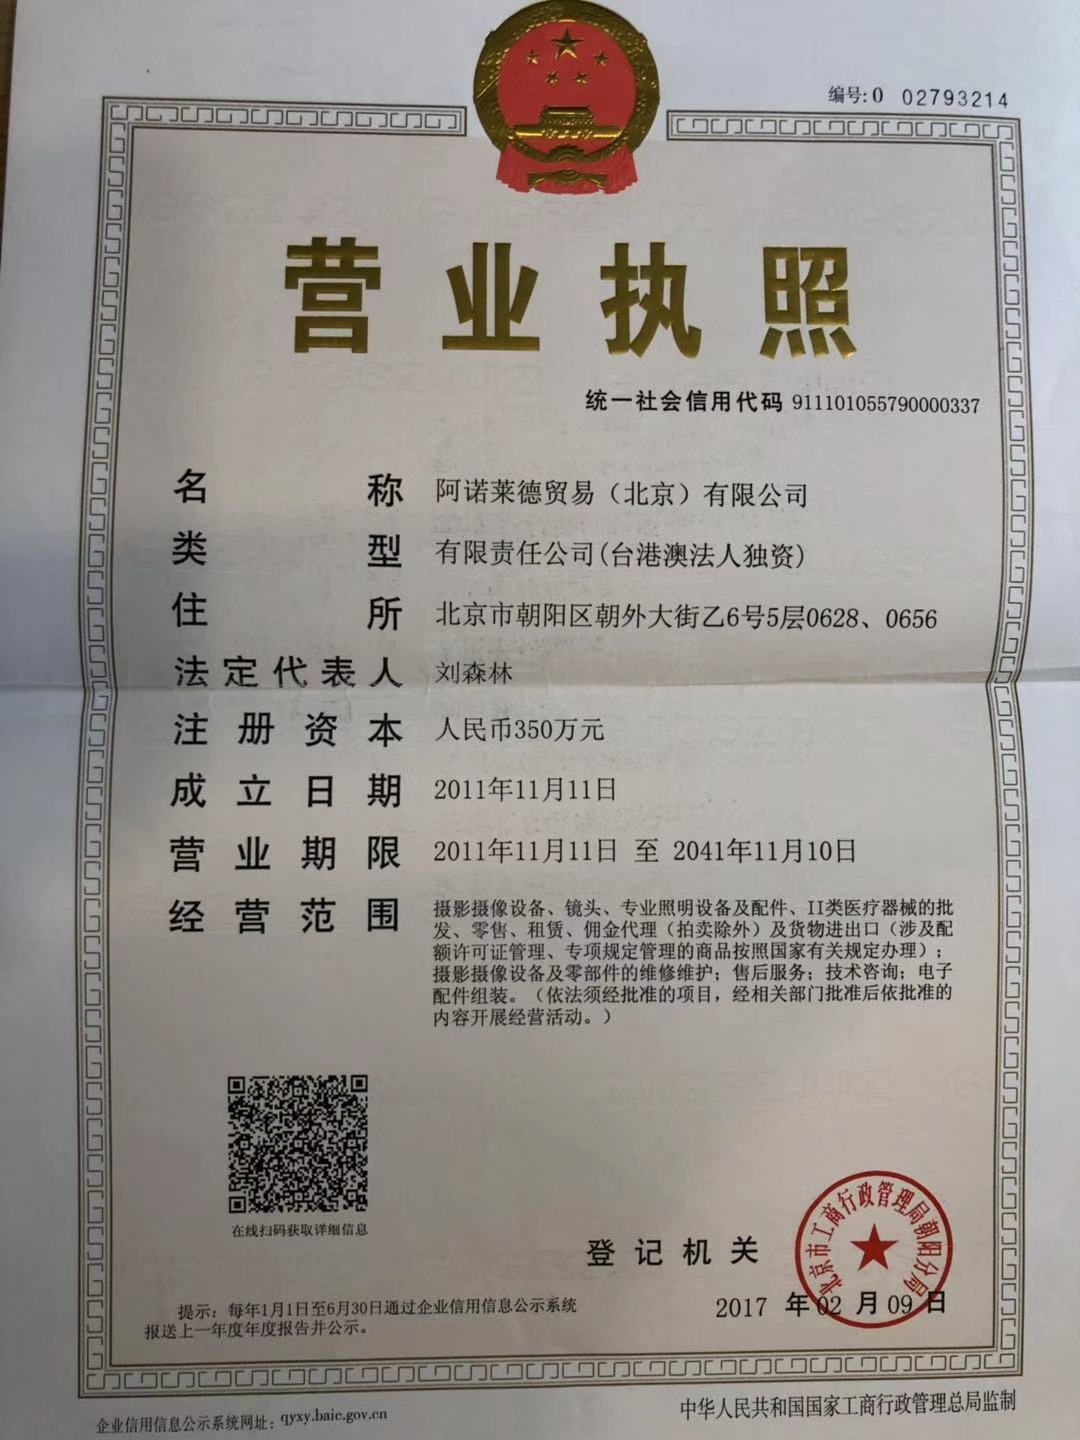 编号:0 02793214
营业执照
统一社会信用代码 911101055790000337
名称 阿诺莱德贸易（北京）有限公司
类型 有限责任公司(台港澳法人独资)
住所 北京市朝阳区朝外大街乙6号5层0628、0656
法定代表人 刘森林
注册资本 人民币350万元
成立日期 2011年11月11日
营业期限 2011年11月11日 至 2041年11月10日
经营范围 摄影摄像设备、镜头、专业照明设备及配件、II类医疗器械的批
发、零售、租赁、佣金代理（拍卖除外）及货物进出口（涉及配
额许可证管理、专项规定管理的商品按照国家有关规定办理）；
摄影摄像设备及零部件的维修维护；售后服务；技术咨询；电子
配件组装。（依法须经批准的项目，经相关部门批准后依批准的
内容开展经营活动。）
在线扫码获取详细信息
登记机关
北京市工商行政管理局朝阳分局
2017 年 02 月 09 日
提示：每年1月1日至6月30日通过企业信用信息公示系统
报送上一年度年度报告并公示。
企业信用信息公示系统网址：qyxy.baic.gov.cn
中华人民共和国国家工商行政管理总局监制